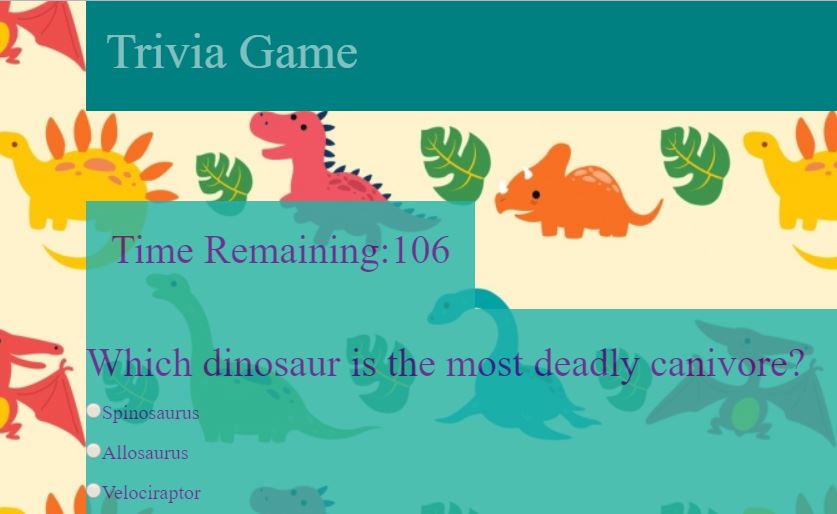 Trivia Game
Time Remaining:106
Which dinosaur is the most deadly canivore?
Spinosaurus
Allosaurus
Velociraptor